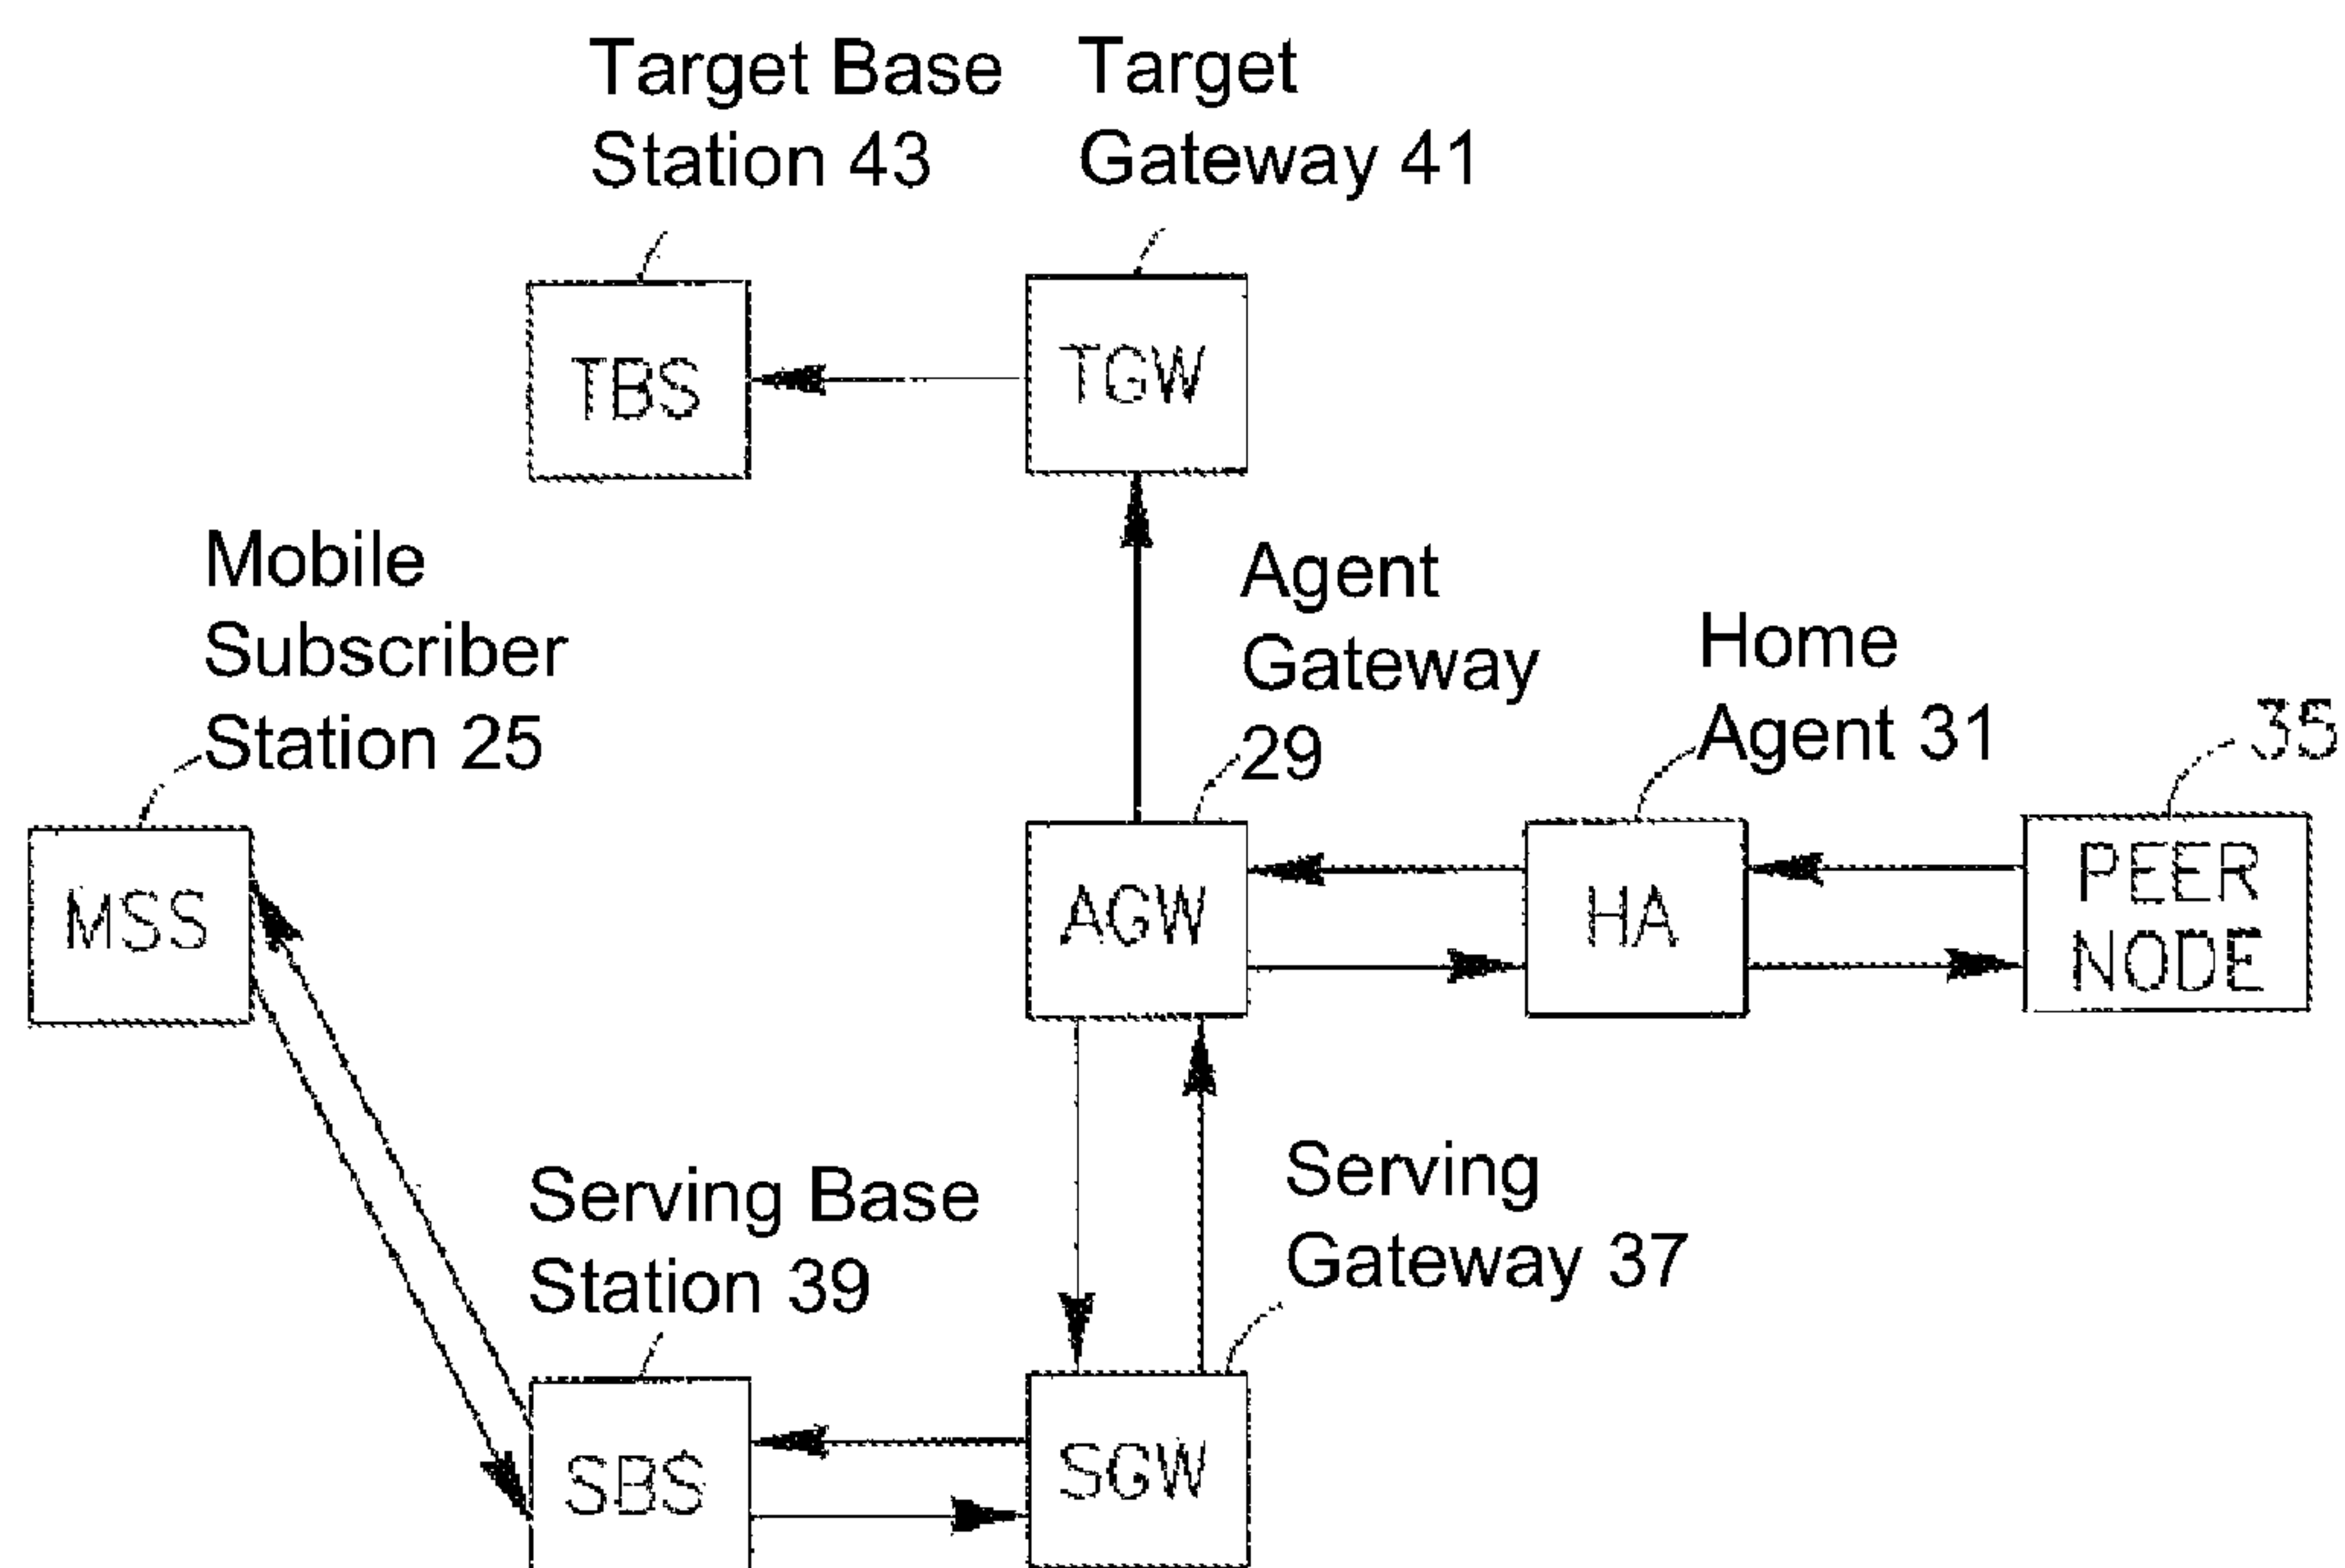 Target Base
Station 43
Target
Gateway 41
TBS
TGW
Mobile
Subscriber
Station 25
Agent
Gateway
29
Home
Agent 31
35
MSS
AGW
HA
PEER
NODE
Serving Base
Station 39
Serving
Gateway 37
SBS
SGW